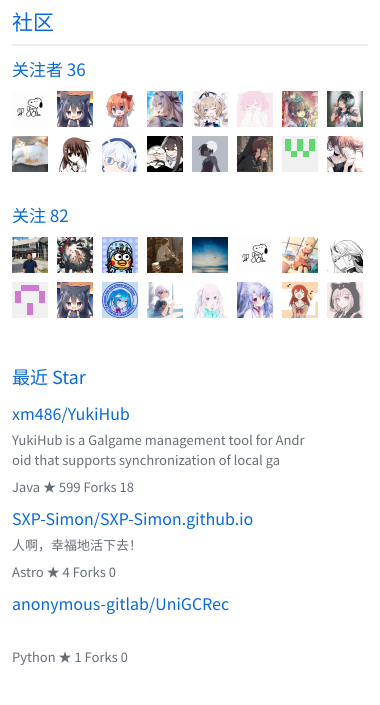 社区
关注者 36
关注 82
最近 Star
xm486/YukiHub
YukiHub is a Galgame management tool for Andr
oid that supports synchronization of local ga
Java ★ 599 Forks 18
SXP-Simon/SXP-Simon.github.io
人啊，幸福地活下去！
Astro ★ 4 Forks 0
anonymous-gitlab/UniGCRec
Python ★ 1 Forks 0